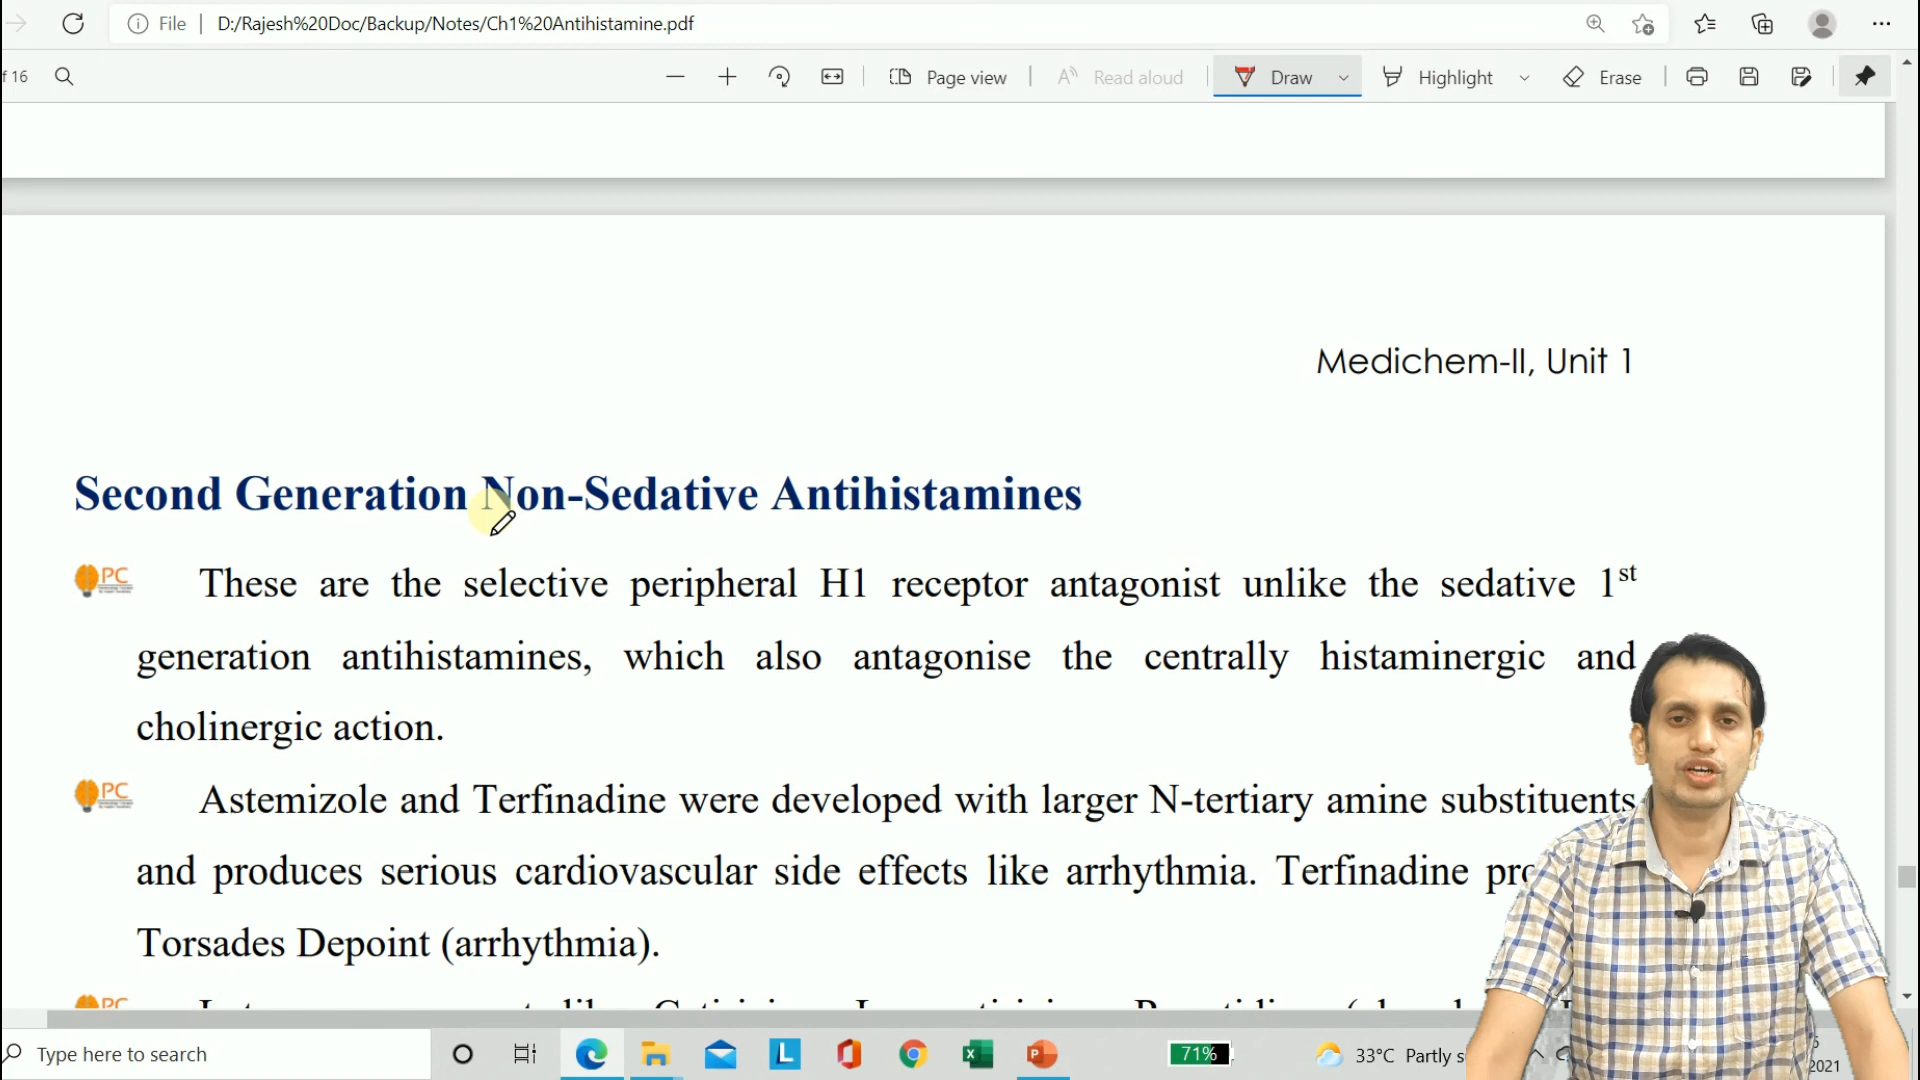 File D:/Rajesh%20Doc/Backup/Notes/Ch1%20Antihistamine.pdf
f 16 Page view Read aloud Draw Highlight Erase
Medichem-II, Unit 1
Second Generation Non-Sedative Antihistamines
PC These are the selective peripheral H1 receptor antagonist unlike the sedative 1st
generation antihistamines, which also antagonise the centrally histaminergic and
cholinergic action.
PC Astemizole and Terfinadine were developed with larger N-tertiary amine substituents
and produces serious cardiovascular side effects like arrhythmia. Terfinadine
Torsades Depoint (arrhythmia).
PC
Type here to search 71% 33°C Partly
2021